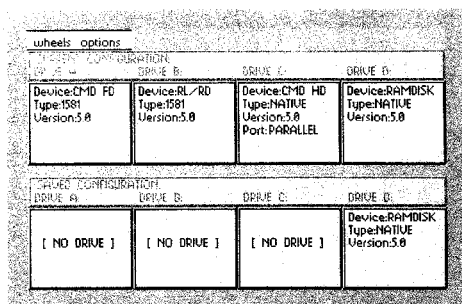 wheels options
CURRENT CONFIGURATION:
DRIVE A: DRIVE B: DRIVE C: DRIVE D:
Device:CMD FD Device:RL/RD Device:CMD HD Device:RAMDISK
Type:1581 Type:1581 Type:NATIVE Type:NATIVE
Version:5.0 Version:5.0 Version:5.0 Version:5.0
Port:PARALLEL
SAVED CONFIGURATION:
DRIVE A: DRIVE B: DRIVE C: DRIVE D:
Device:RAMDISK
Type:NATIVE
[ NO DRIVE ] [ NO DRIVE ] [ NO DRIVE ] Version:5.0